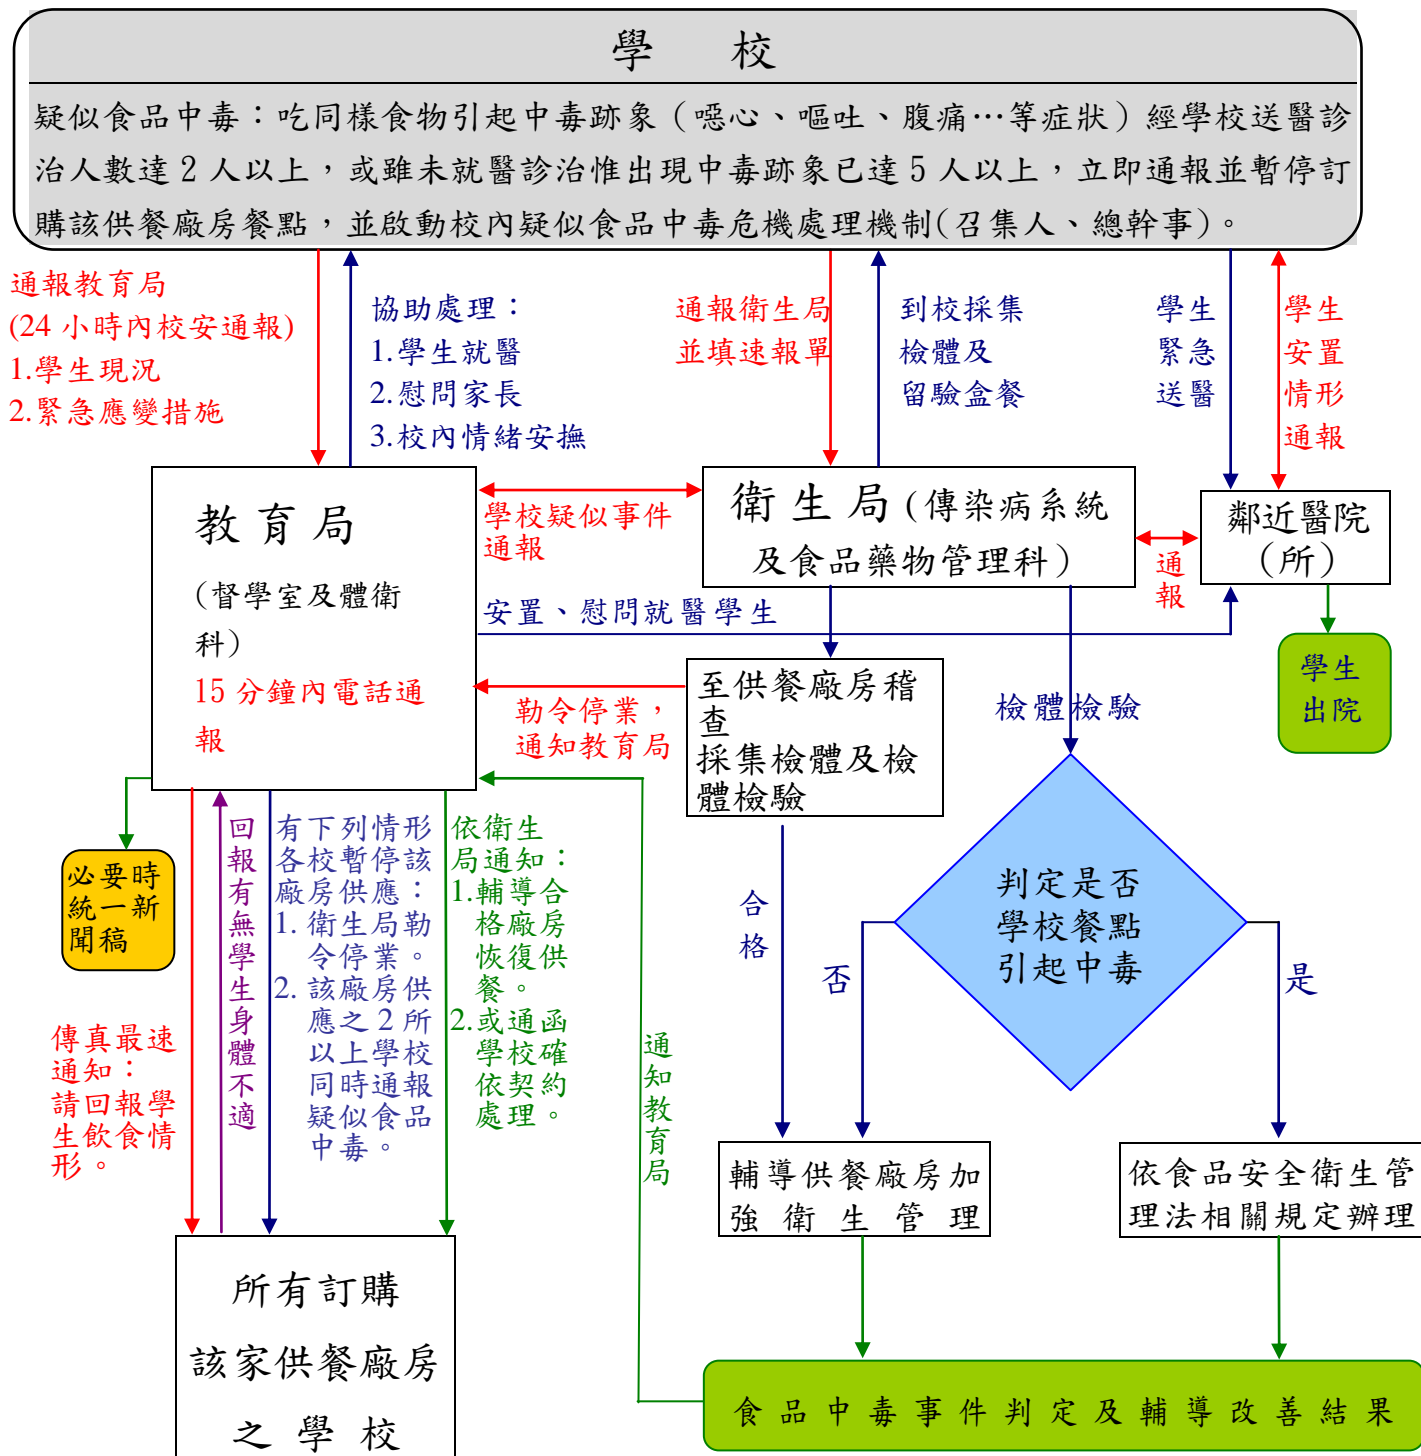 學 校
疑似食品中毒：吃同樣食物引起中毒跡象（噁心、嘔吐、腹痛…等症狀）經學校送醫診
治人數達 2 人以上，或雖未就醫診治惟出現中毒跡象已達 5 人以上，立即通報並暫停訂
購該供餐廠房餐點，並啟動校內疑似食品中毒危機處理機制(召集人、總幹事)。
通報教育局
(24 小時內校安通報)
1.學生現況
2.緊急應變措施
協助處理：
1.學生就醫
2.慰問家長
3.校內情緒安撫
通報衛生局
並填速報單
到校採集
檢體及
留驗盒餐
學生
緊急
送醫
學生
安置
情形
通報
教育局
(督學室及體衛
科)
15 分鐘內電話通
報
學校疑似事件
通報
衛生局(傳染病系統
及食品藥物管理科)
通
報
鄰近醫院
(所)
安置、慰問就醫學生
學生
出院
勒令停業，
通知教育局
至供餐廠房稽
查
採集檢體及檢
體檢驗
檢體檢驗
必要時
統一新
聞稿
傳真最速
通知：
請回報學
生飲食情
形。
回
報
有
無
學
生
身
體
不
適
有下列情形
各校暫停該
廠房供應：
1. 衛生局勒
令停業。
2. 該廠房供
應之 2 所
以上學校
同時通報
疑似食品
中毒。
依衛生
局通知：
1.輔導合
格廠房
恢復供
餐。
2.或通函
學校確
依契約
處理。
通
知
教
育
局
合
格
否
判定是否
學校餐點
引起中毒
是
輔導供餐廠房加
強衛生管理
依食品安全衛生管
理法相關規定辦理
所有訂購
該家供餐廠房
之學校
食品中毒事件判定及輔導改善結果